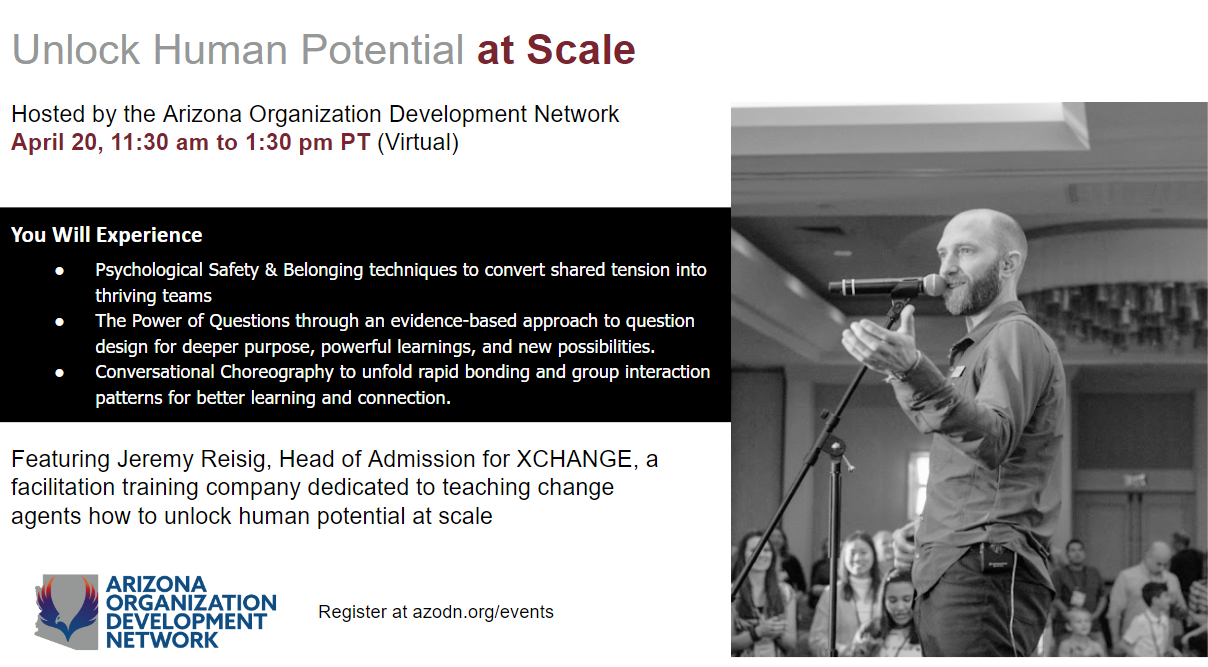 Unlock Human Potential at Scale
Hosted by the Arizona Organization Development Network
April 20, 11:30 am to 1:30 pm PT (Virtual)
You Will Experience
● Psychological Safety & Belonging techniques to convert shared tension into
thriving teams
● The Power of Questions through an evidence-based approach to question
design for deeper purpose, powerful learnings, and new possibilities.
● Conversational Choreography to unfold rapid bonding and group interaction
patterns for better learning and connection.
Featuring Jeremy Reisig, Head of Admission for XCHANGE, a
facilitation training company dedicated to teaching change
agents how to unlock human potential at scale
ARIZONA
ORGANIZATION
DEVELOPMENT
NETWORK
Register at azodn.org/events